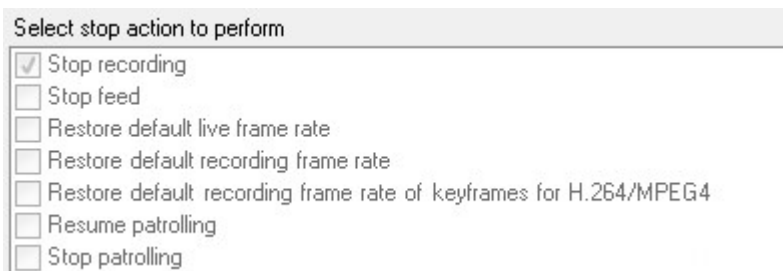 Select stop action to perform
Stop recording
Stop feed
Restore default live frame rate
Restore default recording frame rate
Restore default recording frame rate of keyframes for H.264/MPEG4
Resume patrolling
Stop patrolling